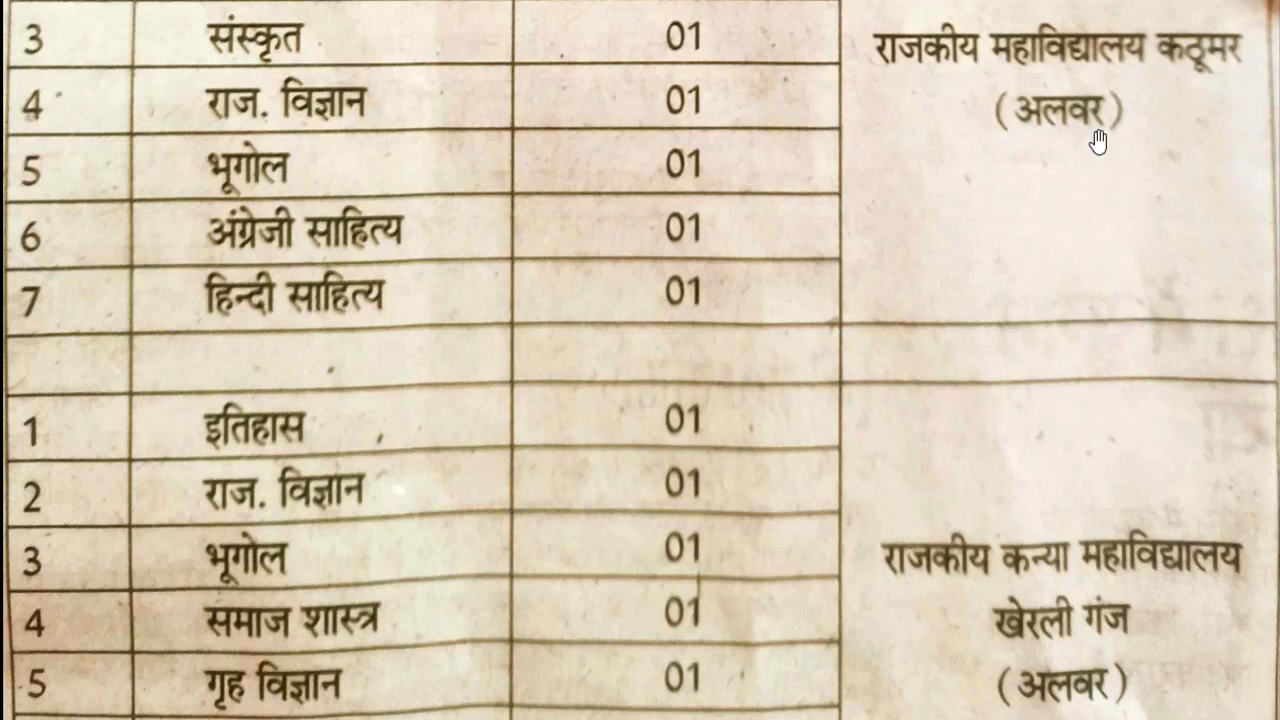 3 संस्कृत 01 राजकीय महाविद्यालय कठूमर
4 राज. विज्ञान 01 (अलवर)
5 भूगोल 01
6 अंग्रेजी साहित्य 01
7 हिन्दी साहित्य 01
1 इतिहास 01
2 राज. विज्ञान 01
3 भूगोल 01 राजकीय कन्या महाविद्यालय
4 समाज शास्त्र 01 खेरली गंज
5 गृह विज्ञान 01 (अलवर)